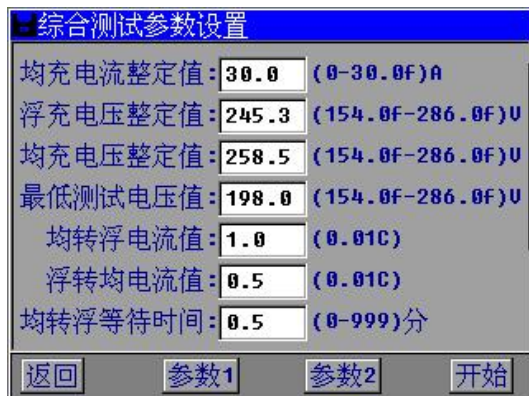 综合测试参数设置
均充电流整定值:30.0 (0-30.0f)A
浮充电压整定值:245.3 (154.0f-286.0f)V
均充电压整定值:258.5 (154.0f-286.0f)V
最低测试电压值:198.0 (154.0f-286.0f)V
均转浮电流值:1.0 (0.01C)
浮转均电流值:0.5 (0.01C)
均转浮等待时间:0.5 (0-999)分
返回 参数1 参数2 开始